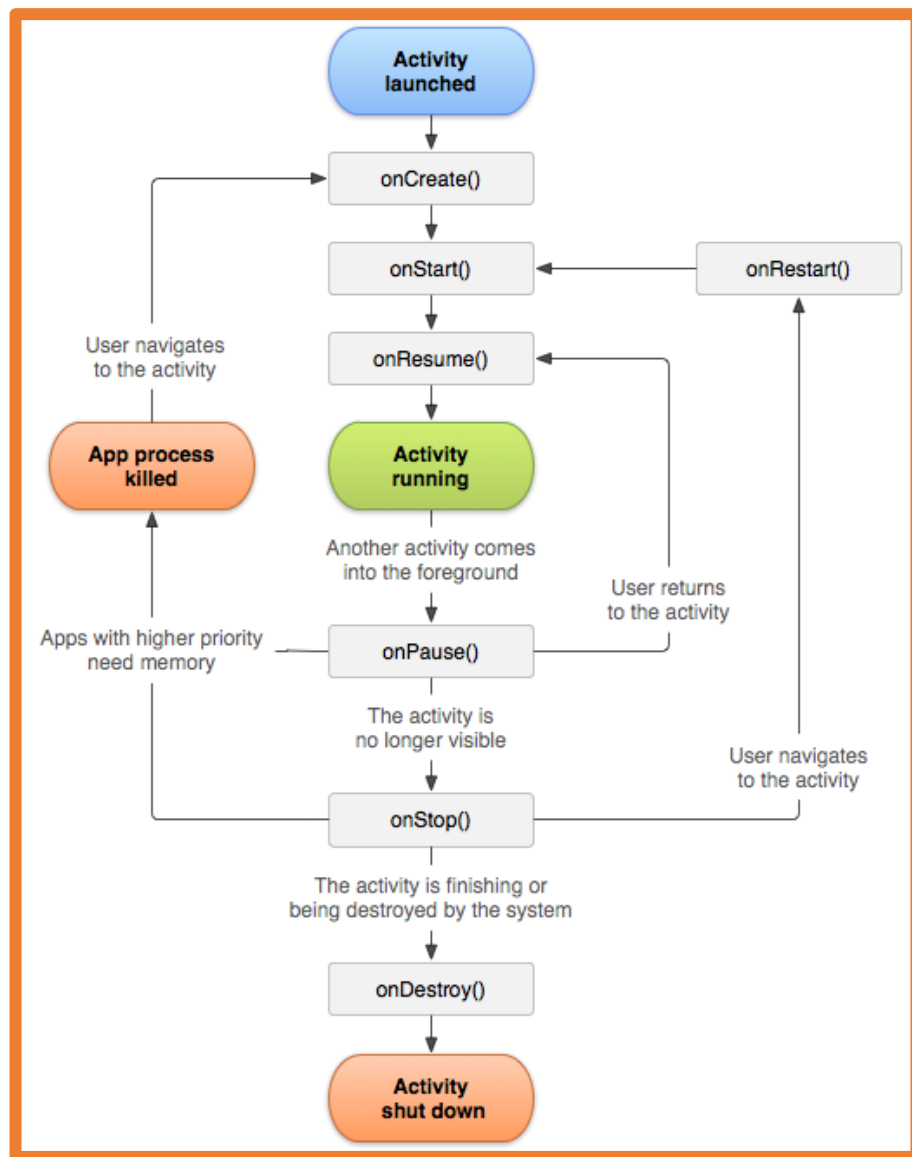 Activity
launched
onCreate()
onStart()
onRestart()
User navigates
to the activity
onResume()
App process
killed
Activity
running
Another activity comes
into the foreground
User returns
to the activity
Apps with higher priority
need memory
onPause()
The activity is
no longer visible
User navigates
to the activity
onStop()
The activity is finishing or
being destroyed by the system
onDestroy()
Activity
shut down